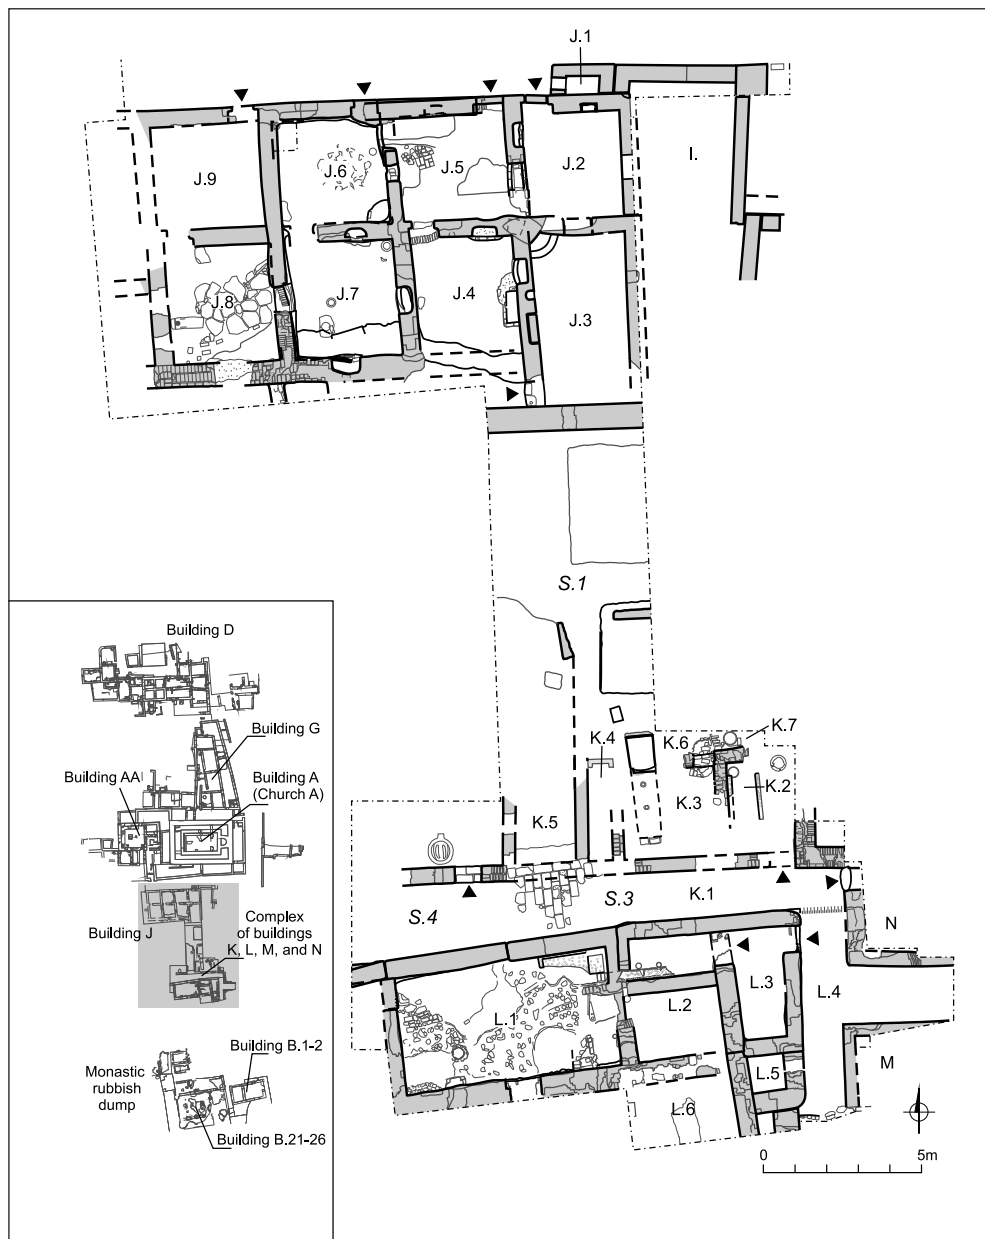 J.1
J.9
J.6
J.5
J.2
I.
J.8
J.7
J.4
J.3
S.1
K.4
K.6
K.7
K.3
K.2
K.5
S.4
S.3
K.1
N
L.1
L.2
L.3
L.4
L.5
M
L.6
0
5m
Building D
Building G
Building AA
Building A
(Church A)
Building J
Complex
of buildings
K, L, M, and N
Building B.1-2
Monastic
rubbish
dump
Building B.21-26